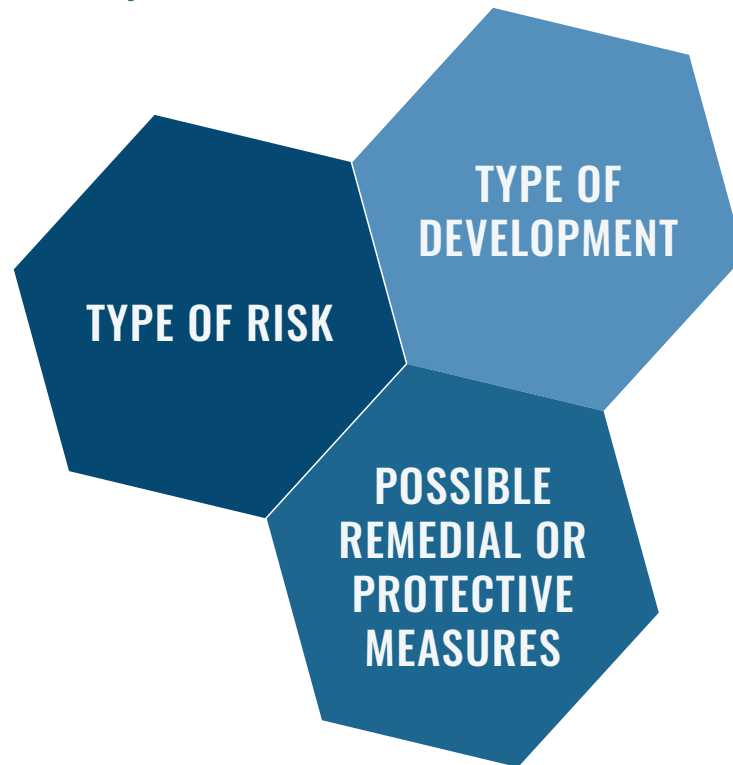 TYPE OF
DEVELOPMENT
TYPE OF RISK
POSSIBLE
REMEDIAL OR
PROTECTIVE
MEASURES